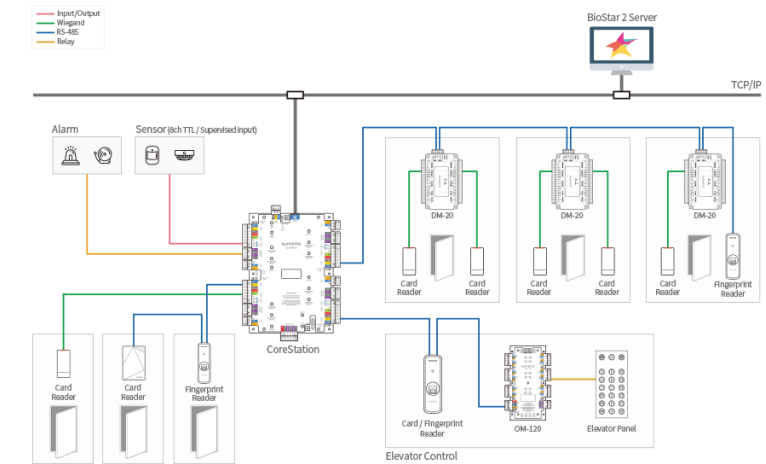 Input/Output
Wiegand
RS-485
Relay
BioStar 2 Server
TCP/IP
Alarm
Sensor (8ch TTL / Supervised Input)
DM-20
DM-20
DM-20
Card
Reader
Card
Reader
Card
Reader
Card
Reader
Card
Reader
Fingerprint
Reader
CoreStation
Card
Reader
Card
Reader
Fingerprint
Reader
Card / Fingerprint
Reader
OM-120
Elevator Panel
Elevator Control